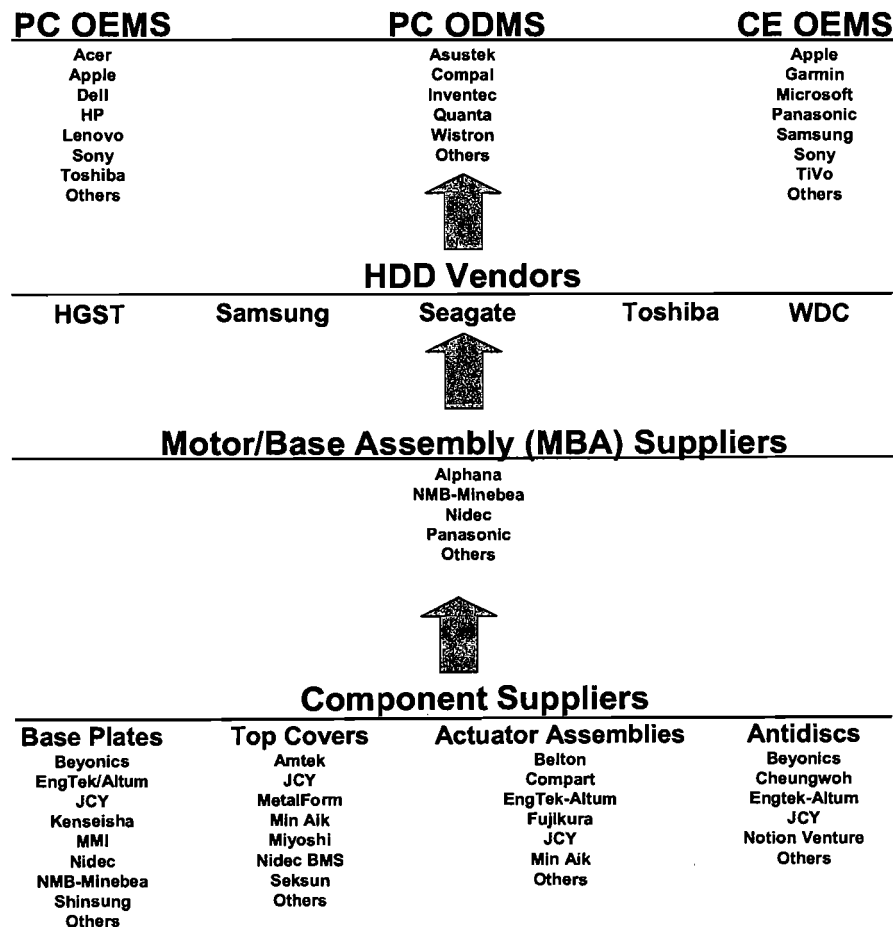 PC OEMS
Acer
Apple
Dell
HP
Lenovo
Sony
Toshiba
Others
PC ODMS
Asustek
Compal
Inventec
Quanta
Wistron
Others
CE OEMS
Apple
Garmin
Microsoft
Panasonic
Samsung
Sony
TiVo
Others
HDD Vendors
HGST Samsung Seagate Toshiba WDC
Motor/Base Assembly (MBA) Suppliers
Alphana
NMB-Minebea
Nidec
Panasonic
Others
Component Suppliers
Base Plates
Beyonics
EngTek/Altum
JCY
Kenseisha
MMI
Nidec
NMB-Minebea
Shinsung
Others
Top Covers
Amtek
JCY
MetalForm
Min Aik
Miyoshi
Nidec BMS
Seksun
Others
Actuator Assemblies
Belton
Compart
EngTek-Altum
Fujikura
JCY
Min Aik
Others
Antidiscs
Beyonics
Cheungwoh
Engtek-Altum
JCY
Notion Venture
Others